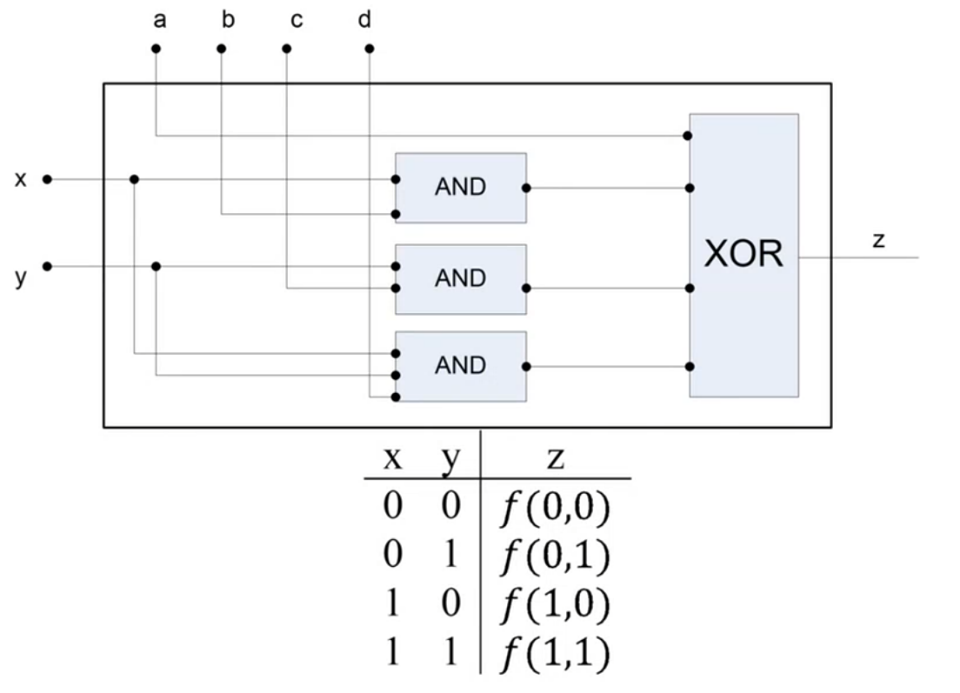 a b c d
x
AND
y
AND
AND
XOR
z
x y z
0 0 f(0,0)
0 1 f(0,1)
1 0 f(1,0)
1 1 f(1,1)